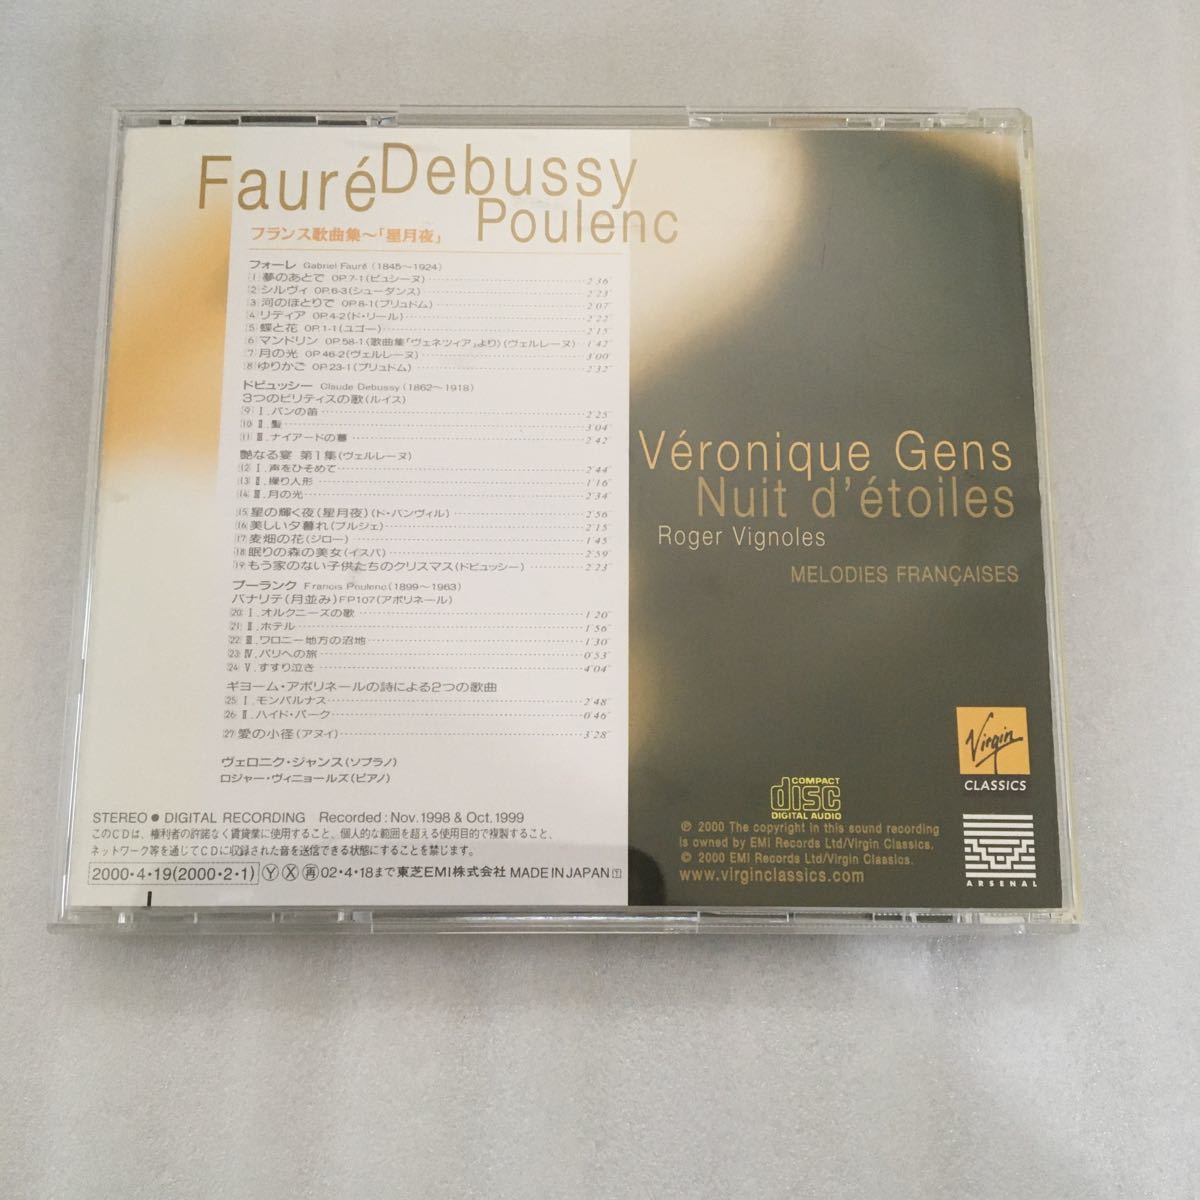 Fauré Debussy
Poulenc
フランス歌曲集〜「星月夜」
フォーレ Gabriel Fauré (1845〜1924)
1 夢のあとで OP.7-1(ビュシーヌ) 2'36"
2 シルヴィ OP.6-3(シューダンス) 2'23"
3 河のほとりで OP.8-1(プリュドム) 2'07"
4 リディア OP.4-2(ド・リール) 2'22"
5 蝶と花 OP.1-1(ユゴー) 2'15"
6 マンドリン OP.58-1(歌曲集「ヴェネツィア」より)(ヴェルレーヌ) 1'42"
7 月の光 OP.46-2(ヴェルレーヌ) 3'00"
8 ゆりかご OP.23-1(プリュドム) 2'32"
ドビュッシー Claude Debussy (1862〜1918)
3つのビリティスの歌(ルイス)
9 I.パンの笛 2'25"
10 II.髪 3'04"
11 III.ナイアードの墓 2'42"
艶なる宴 第1集(ヴェルレーヌ)
12 I.声をひそめて 2'44"
13 II.操り人形 1'16"
14 III.月の光 2'34"
15 星の輝く夜(星月夜)(ド・バンヴィル) 2'56"
16 美しい夕暮れ(ブルジェ) 2'15"
17 麦畑の花(ジロー) 1'45"
18 眠りの森の美女(イスパ) 2'59"
19 もう家のない子供たちのクリスマス(ドビュッシー) 2'23"
プーランク Francis Poulenc(1899〜1963)
バナリテ(月並み)FP107(アポリネール)
20 I.オルクニーズの歌 1'20"
21 II.ホテル 1'56"
22 III.ワロニー地方の沼地 1'30"
23 IV.パリへの旅 0'53"
24 V.すすり泣き 4'04"
ギヨーム・アポリネールの詩による2つの歌曲
25 I.モンパルナス 2'48"
26 II.ハイド・パーク 0'46"
27 愛の小径(アヌイ) 3'28"
ヴェロニク・ジャンス(ソプラノ)
ロジャー・ヴィニョールズ(ピアノ)
STEREO ● DIGITAL RECORDING Recorded : Nov.1998 & Oct.1999
このCDは、権利者の許諾なく賃貸業に使用すること、個人的な範囲を超える使用目的で複製すること、
ネットワーク等を通じてCDに収録された音を送信できる状態にすることを禁じます。
2000・4・19(2000・2・1) Ⓨ Ⓧ 再 02・4・18まで 東芝EMI株式会社 MADE IN JAPAN T
Véronique Gens
Nuit d'étoiles
Roger Vignoles
MELODIES FRANÇAISES
Virgin
CLASSICS
COMPACT
disc
DIGITAL AUDIO
℗ 2000 The copyright in this sound recording
is owned by EMI Records Ltd/Virgin Classics.
© 2000 EMI Records Ltd/Virgin Classics.
www.virginclassics.com
ARSENAL